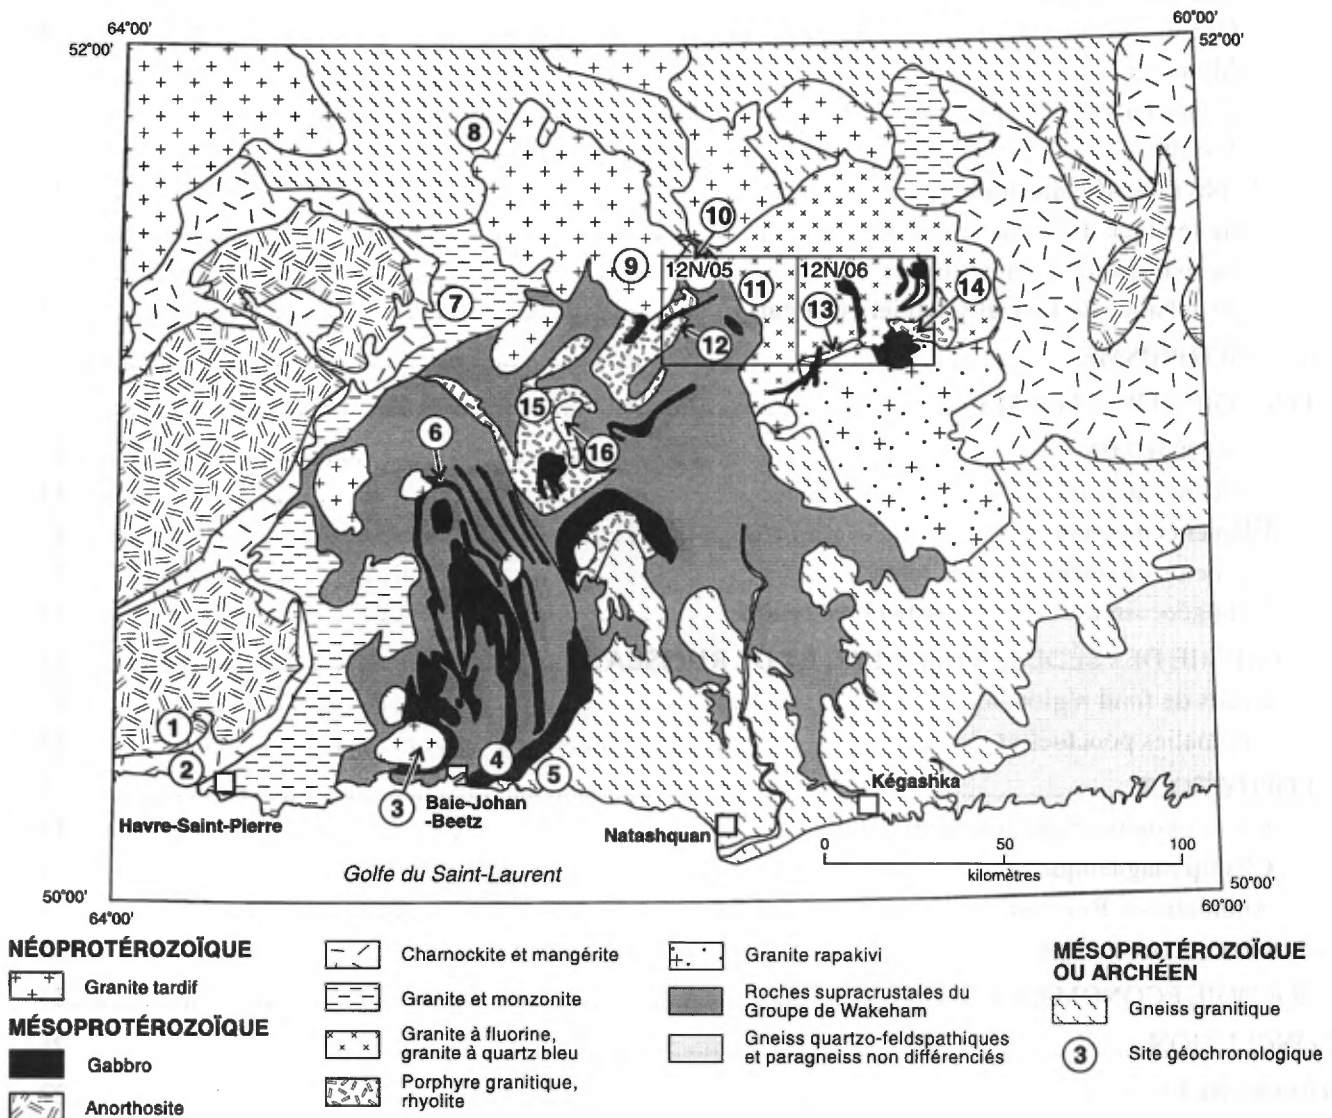 64°00'
60°00'
52°00'
52°00'
8
10
9
12N/05
12N/06
7
11
13
14
12
15
6
16
1
2
4
5
3
Kégashka
Baie-Johan
-Beetz
Havre-Saint-Pierre
Natashquan
0 50 100
kilomètres
Golfe du Saint-Laurent
50°00'
50°00'
64°00'
60°00'
NÉOPROTÉROZOÏQUE
Granite tardif
MÉSOPROTÉROZOÏQUE
Gabbro
Anorthosite
Charnockite et mangérite
Granite et monzonite
Granite à fluorine,
granite à quartz bleu
Porphyre granitique,
rhyolite
Granite rapakivi
Roches supracrustales du
Groupe de Wakeham
Gneiss quartzo-feldspathiques
et paragneiss non différenciés
MÉSOPROTÉROZOÏQUE
OU ARCHÉEN
Gneiss granitique
3 Site géochronologique